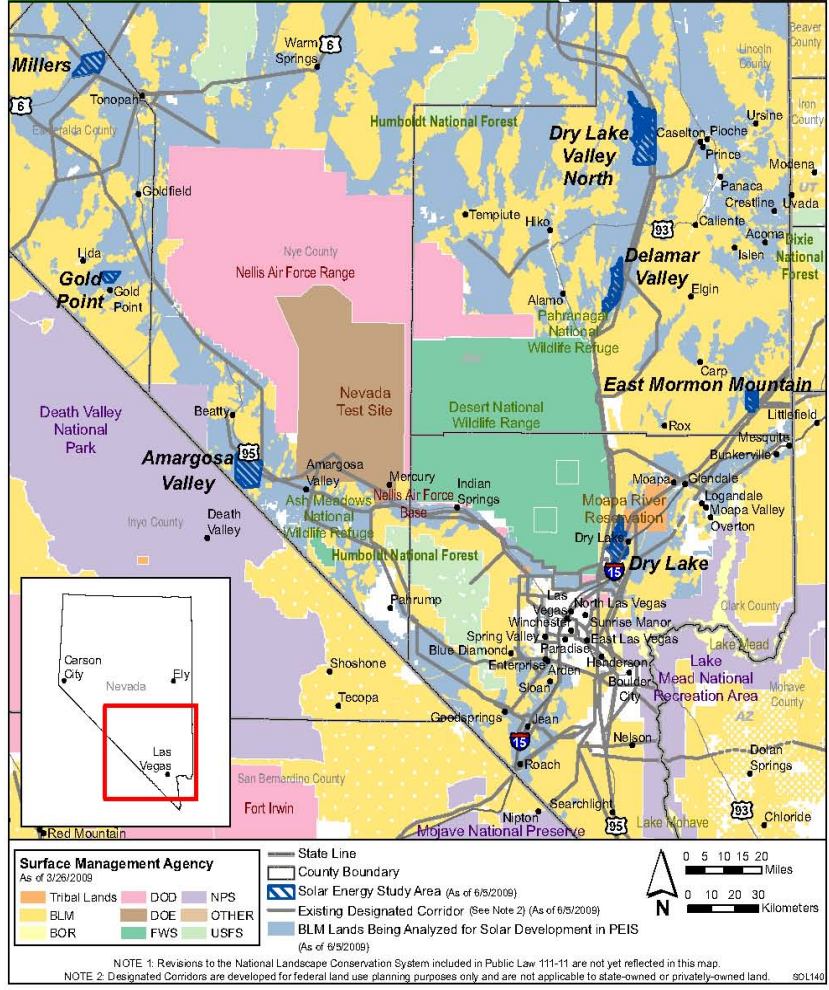 Millers
6
Tonopah
Esmeralda County
Warm
Springs
6
Humboldt National Forest
Lincoln
County
Beaver
County
Dry Lake
Valley
North
Caselton
Pioche
Prince
Ursine
Iron
County
Modena
Panaca
UT
Crestline
Uvada
Goldfield
Tempiute
Hiko
93
Caliente
Acoma
Islen
Dixie
National
Forest
Nye County
Nellis Air Force Range
Lida
Gold
Point
Gold
Point
Delamar
Valley
Elgin
Alamo
Pahranagat
National
Wildlife Refuge
Carp
East Mormon Mountain
Nevada
Test Site
Desert National
Wildlife Range
Death Valley
National
Park
Beatty
Littlefield
Rox
Mesquite
Bunkerville
95
Amargosa
Valley
Amargosa
Valley
Mercury
Indian
Springs
Nellis Air Force
Base
Moapa
Glendale
Logandale
Moapa Valley
Overton
Moapa River
Reservation
Ash Meadows
National
Wildlife Refuge
Inyo County
Death
Valley
Humboldt National Forest
Dry Lake
15
Dry Lake
Clark County
Pahrump
Las
Vegas
North Las Vegas
Winchester
Sunrise Manor
Spring Valley
East Las Vegas
Paradise
Blue Diamond
Enterprise
Henderson
Arden
Sloan
Boulder
City
Lake Mead
Lake
Mead National
Recreation Area
Mohave
County
AZ
Carson
City
Ely
Nevada
Las
Vegas
Shoshone
Tecopa
Goodsprings
Jean
15
Roach
Nelson
Dolan
Springs
San Bernardino County
Fort Irwin
Nipton
Searchlight
95
Lake Mohave
93
Chloride
Red Mountain
Mojave National Preserve
Surface Management Agency
As of 3/26/2009
Tribal Lands DOD NPS
BLM DOE OTHER
BOR FWS USFS
State Line
County Boundary
Solar Energy Study Area (As of 6/5/2009)
Existing Designated Corridor (See Note 2) (As of 6/5/2009)
BLM Lands Being Analyzed for Solar Development in PEIS
(As of 6/5/2009)
N
0 5 10 15 20
Miles
0 10 20 30
Kilometers
NOTE 1: Revisions to the National Landscape Conservation System included in Public Law 111-11 are not yet reflected in this map.
NOTE 2: Designated Corridors are developed for federal land use planning purposes only and are not applicable to state-owned or privately-owned land. SOL140